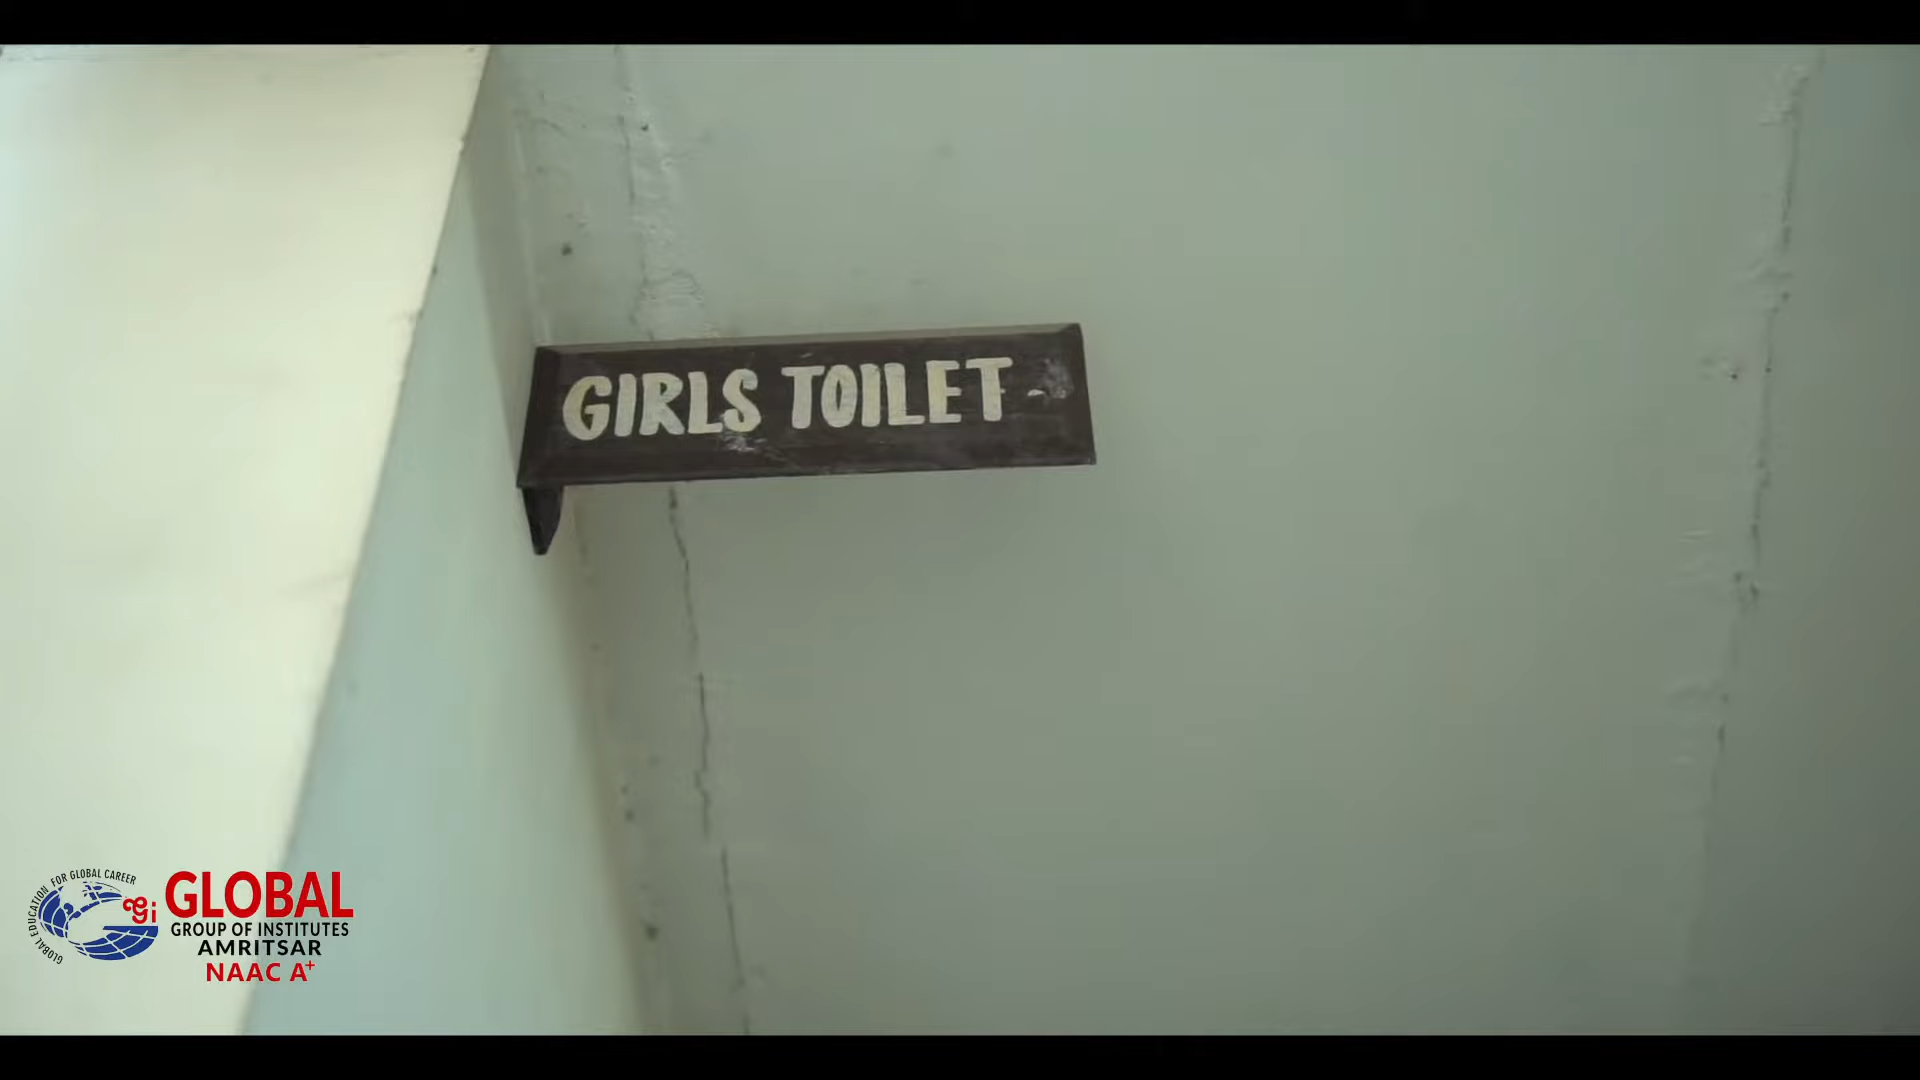 GIRLS TOILET
GLOBAL EDUCATION FOR GLOBAL CAREER
ggi
GLOBAL
GROUP OF INSTITUTES
AMRITSAR
NAAC A+